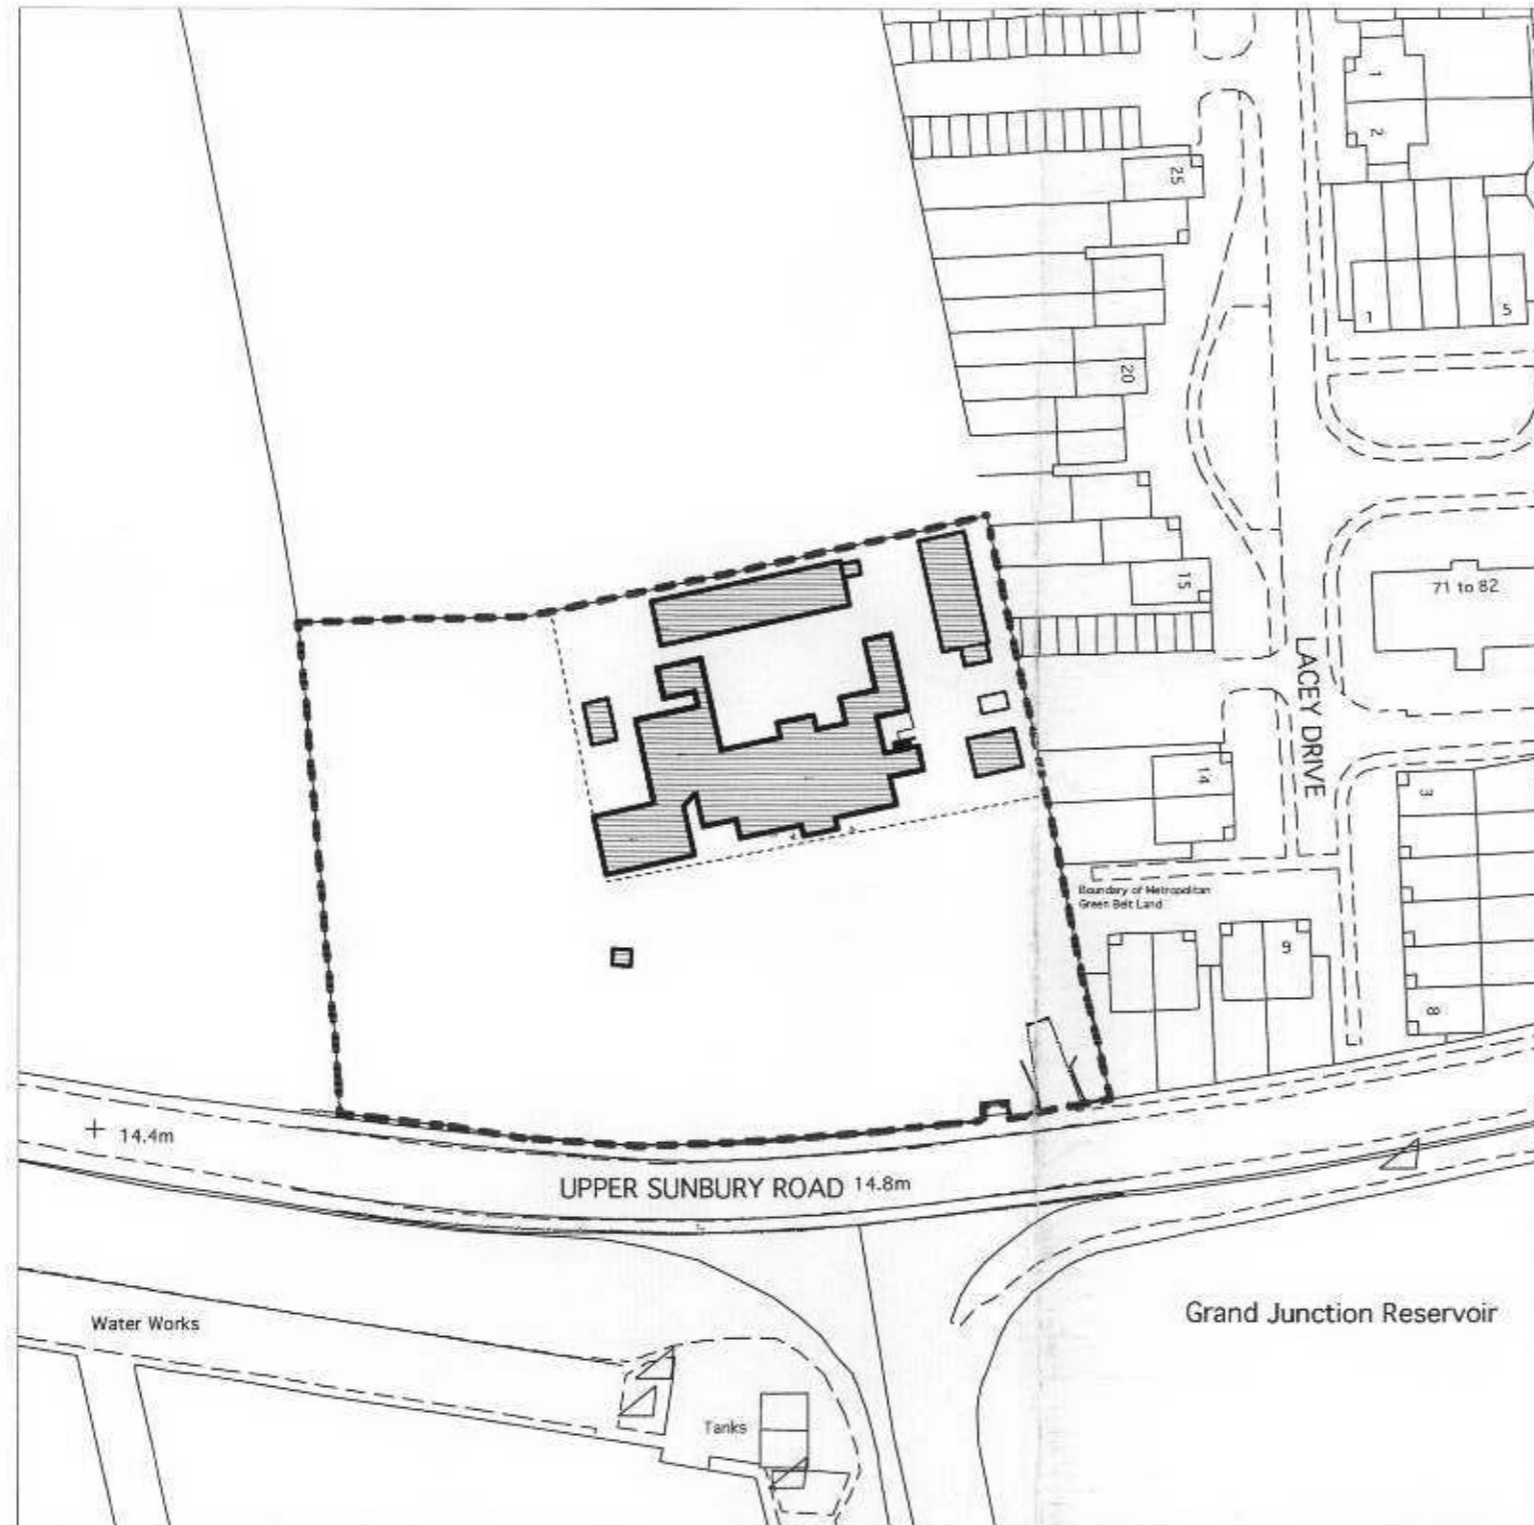 1
2
25
1
5
20
15
71 to 82
LACEY DRIVE
14
3
Boundary of Metropolitan
Green Belt Land
9
8
14.4m
UPPER SUNBURY ROAD 14.8m
Water Works
Grand Junction Reservoir
Tanks